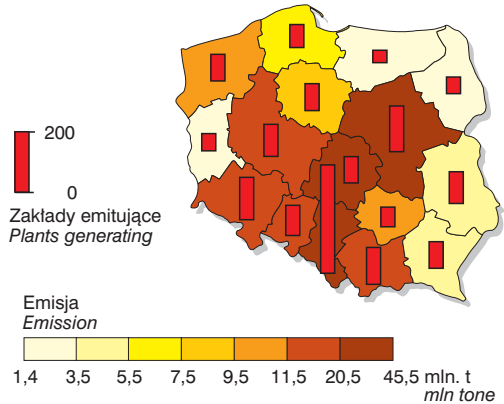 200
0
Zakłady emitujące
Plants generating
Emisja
Emission
1,4 3,5 5,5 7,5 9,5 11,5 20,5 45,5 mln. t
mln tone